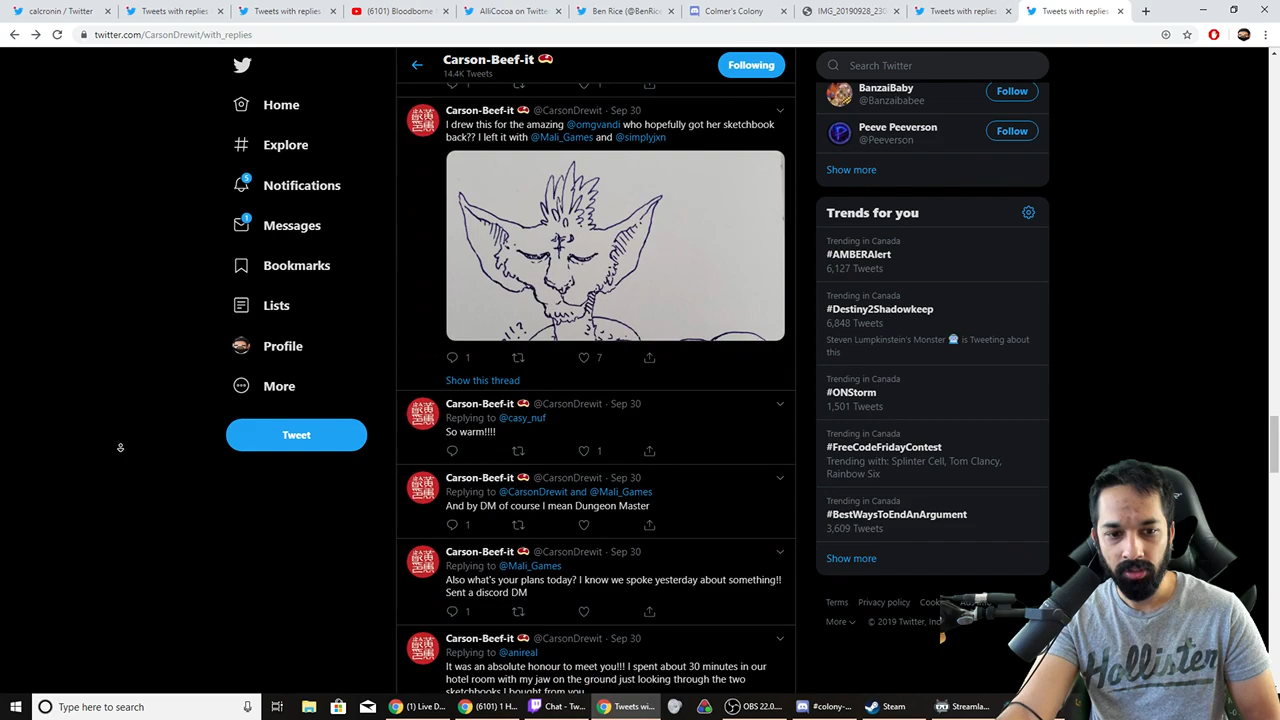 calcronin / Twitter
Tweets with replies
Tweets with replies
(6101) Bloodborne
AlliCocoa on Twitte
Ben Rice (@BenRice
Colmer's Colony
IMG_20190928_230
Tweets with replies
Tweets with replies
twitter.com/CarsonDrewit/with_replies
Home
Explore
5
Notifications
1
Messages
Bookmarks
Lists
Profile
More
Tweet
Carson-Beef-it
14.4K Tweets
Following
Carson-Beef-it @CarsonDrewit · Sep 30
I drew this for the amazing @omgvandi who hopefully got her sketchbook
back?? I left it with @Mali_Games and @simplyjxn
!?
1 7
Show this thread
Carson-Beef-it @CarsonDrewit · Sep 30
Replying to @casy_nuf
So warm!!!!
1
Carson-Beef-it @CarsonDrewit · Sep 30
Replying to @CarsonDrewit and @Mali_Games
And by DM of course I mean Dungeon Master
1
Carson-Beef-it @CarsonDrewit · Sep 30
Replying to @Mali_Games
Also what's your plans today? I know we spoke yesterday about something!!
Sent a discord DM
1
Carson-Beef-it @CarsonDrewit · Sep 30
Replying to @anireal
It was an absolute honour to meet you!!! I spent about 30 minutes in our
hotel room with my jaw on the ground just looking through the two
sketchbooks I bought from you
Search Twitter
BanzaiBaby
@Banzaibabee
Follow
Peeve Peeverson
@Peeverson
Follow
Show more
Trends for you
Trending in Canada
#AMBERAlert
6,127 Tweets
Trending in Canada
#Destiny2Shadowkeep
6,848 Tweets
Steven Lumpkinstein's Monster is Tweeting about
this
Trending in Canada
#ONStorm
1,501 Tweets
Trending in Canada
#FreeCodeFridayContest
Trending with: Splinter Cell, Tom Clancy,
Rainbow Six
Trending in Canada
#BestWaysToEndAnArgument
3,609 Tweets
Show more
Terms Privacy policy Cook
More © 2019 Twitter, Inc
Hollister
Type here to search
(1) Live D...
(6101) 1 H...
Chat - Tw...
Tweets wi...
OBS 22.0....
#colony-...
Steam
Streamla...